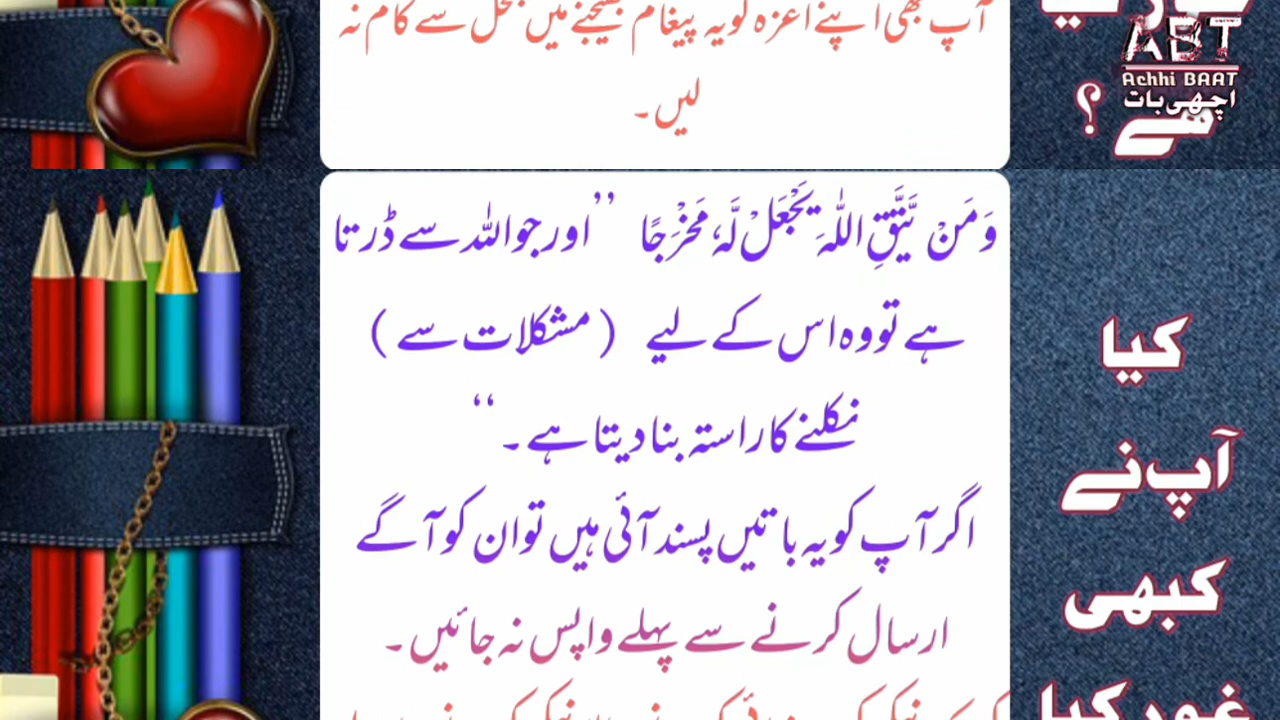 آپ بھی اپنے اعزہ کو یہ پیغام بھیجنے میں بخل سے کام نہ
لیں۔
وَمَنْ يَّتَّقِ اللّٰهَ يَجْعَلْ لَّهٗ مَخْرَجًا ’’اور جو اللہ سے ڈرتا
ہے تو وہ اس کے لیے (مشکلات سے)
نکلنے کا راستہ بنا دیتا ہے۔‘‘
اگر آپ کو یہ باتیں پسند آئی ہیں تو ان کو آگے
ارسال کرنے سے پہلے واپس نہ جائیں۔
ABT
Achhi BAAT
اچھی بات
ھے ؟
کیا
آپ نے
کبھی
غور کیا